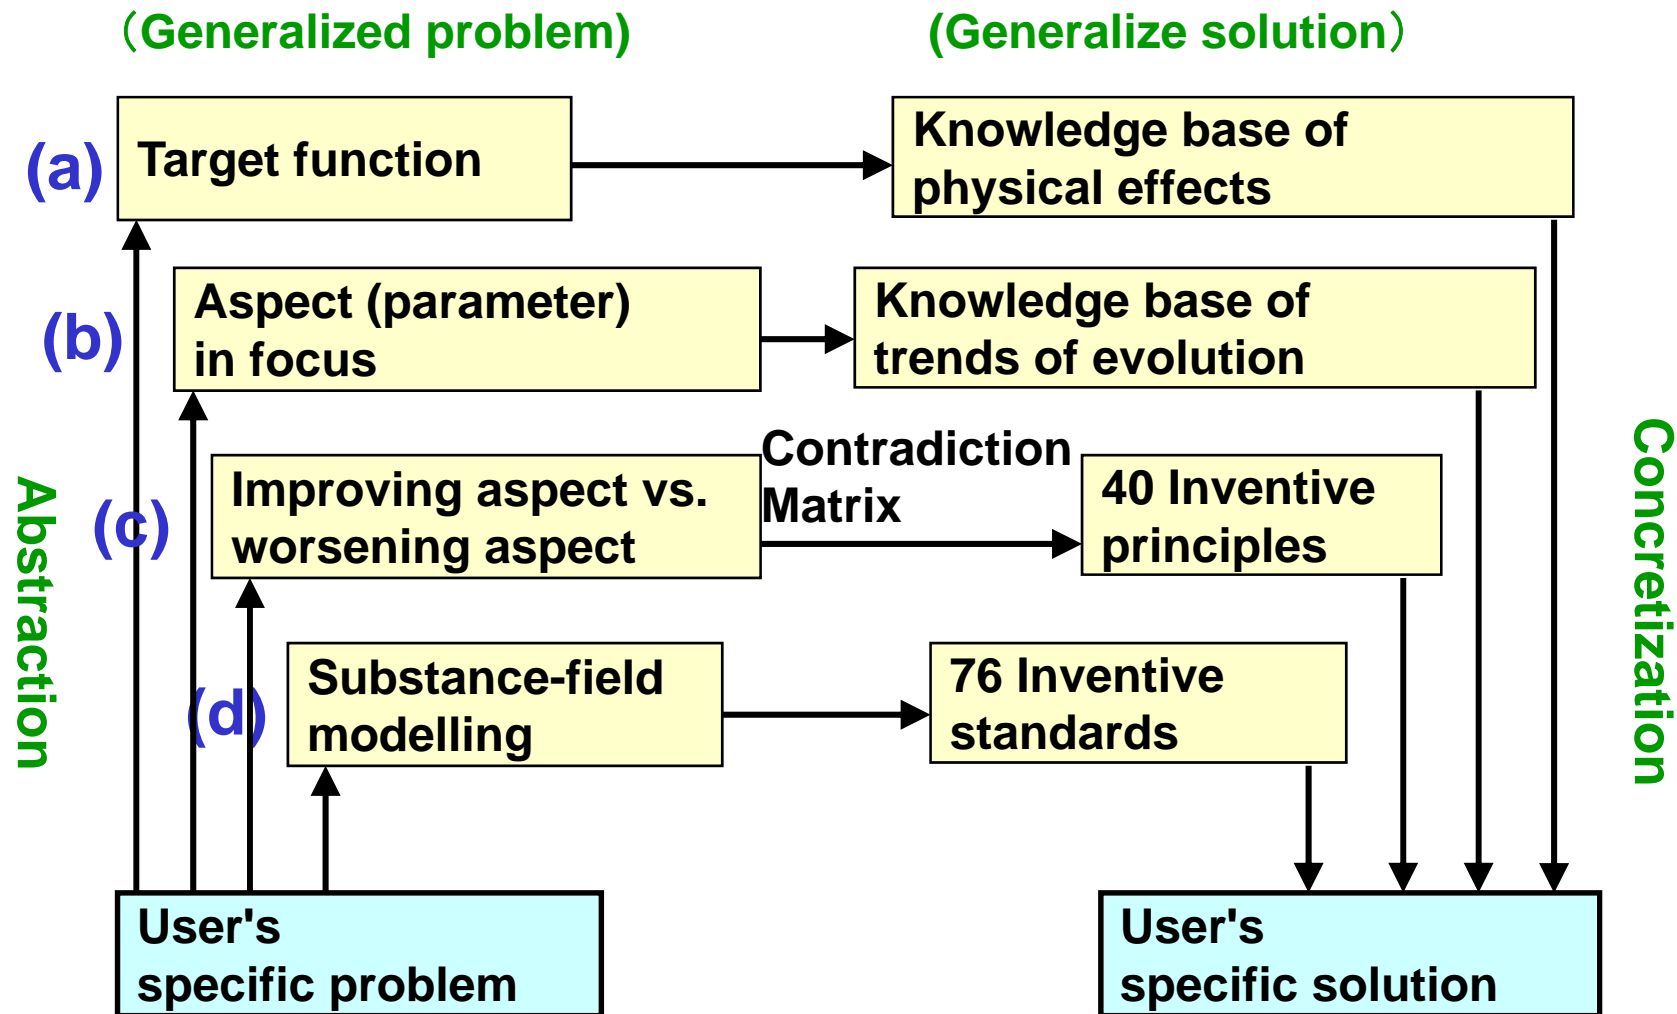 （Generalized problem)
(Generalize solution）
(a)
Target function
Knowledge base of
physical effects
(b)
Aspect (parameter)
in focus
Knowledge base of
trends of evolution
(c)
Improving aspect vs.
worsening aspect
Contradiction
Matrix
40 Inventive
principles
(d)
Substance-field
modelling
76 Inventive
standards
Abstraction
Concretization
User's
specific problem
User's
specific solution